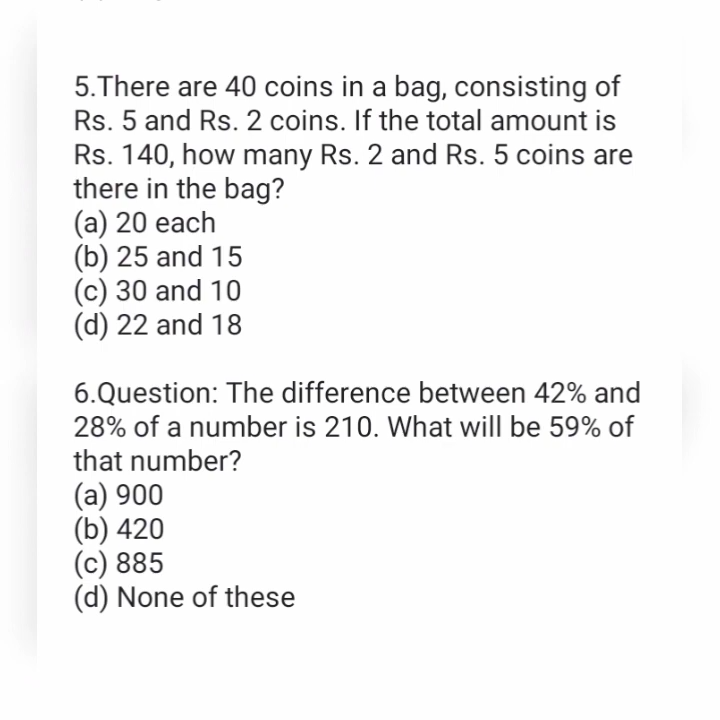 5.There are 40 coins in a bag, consisting of
Rs. 5 and Rs. 2 coins. If the total amount is
Rs. 140, how many Rs. 2 and Rs. 5 coins are
there in the bag?
(a) 20 each
(b) 25 and 15
(c) 30 and 10
(d) 22 and 18
6.Question: The difference between 42% and
28% of a number is 210. What will be 59% of
that number?
(a) 900
(b) 420
(c) 885
(d) None of these